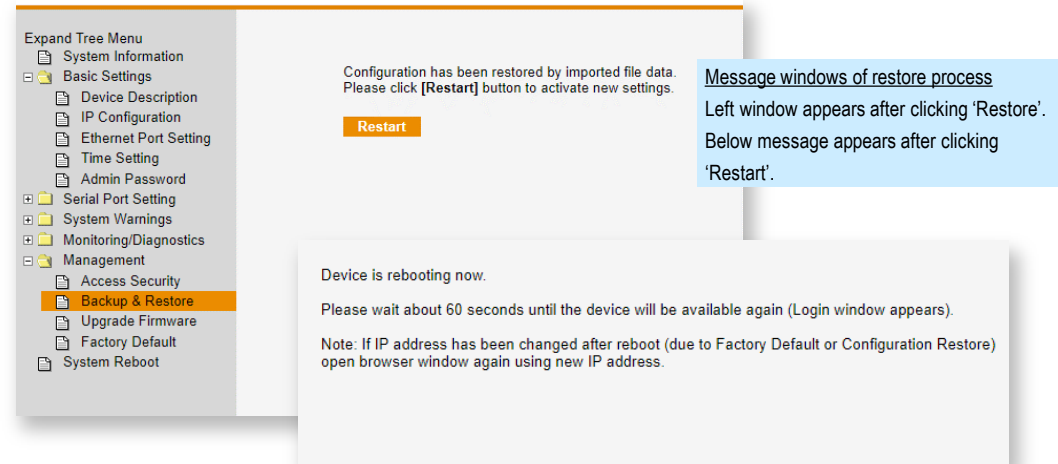 Expand Tree Menu
System Information
Basic Settings
Device Description
IP Configuration
Ethernet Port Setting
Time Setting
Admin Password
Serial Port Setting
System Warnings
Monitoring/Diagnostics
Management
Access Security
Backup & Restore
Upgrade Firmware
Factory Default
System Reboot
Configuration has been restored by imported file data.
Please click [Restart] button to activate new settings.
Restart
Message windows of restore process
Left window appears after clicking ‘Restore’.
Below message appears after clicking
‘Restart’.
Device is rebooting now.
Please wait about 60 seconds until the device will be available again (Login window appears).
Note: If IP address has been changed after reboot (due to Factory Default or Configuration Restore)
open browser window again using new IP address.